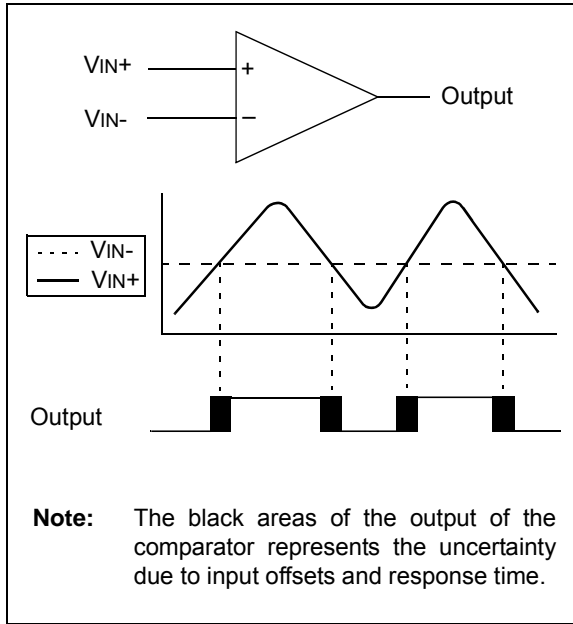 VIN+
+
Output
VIN-
−
VIN-
VIN+
Output
Note: The black areas of the output of the
comparator represents the uncertainty
due to input offsets and response time.